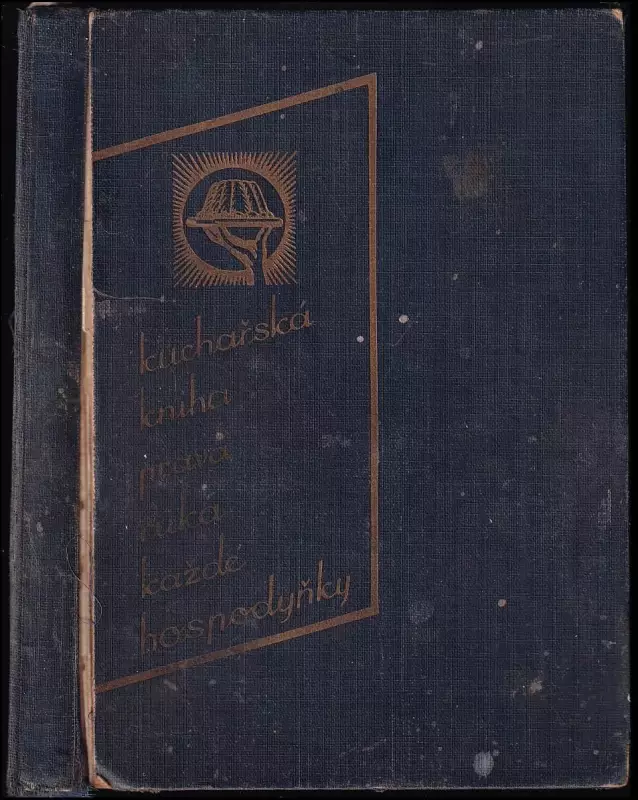 kuchařská
kniha
pravá
ruka
každé
hospodyňky